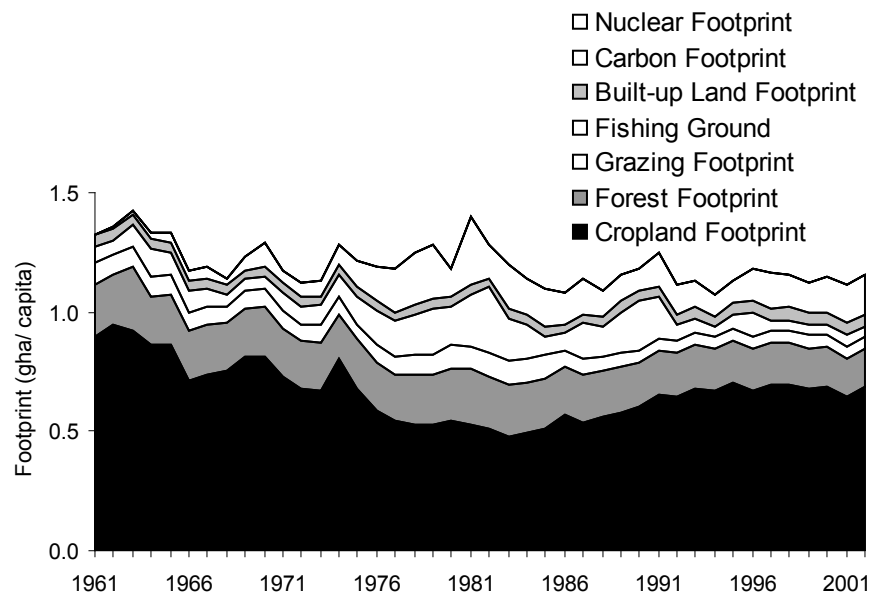 Nuclear Footprint
Carbon Footprint
Built-up Land Footprint
Fishing Ground
Grazing Footprint
Forest Footprint
Cropland Footprint
1.5
1.0
0.5
0.0
Footprint (gha/ capita)
1961 1966 1971 1976 1981 1986 1991 1996 2001